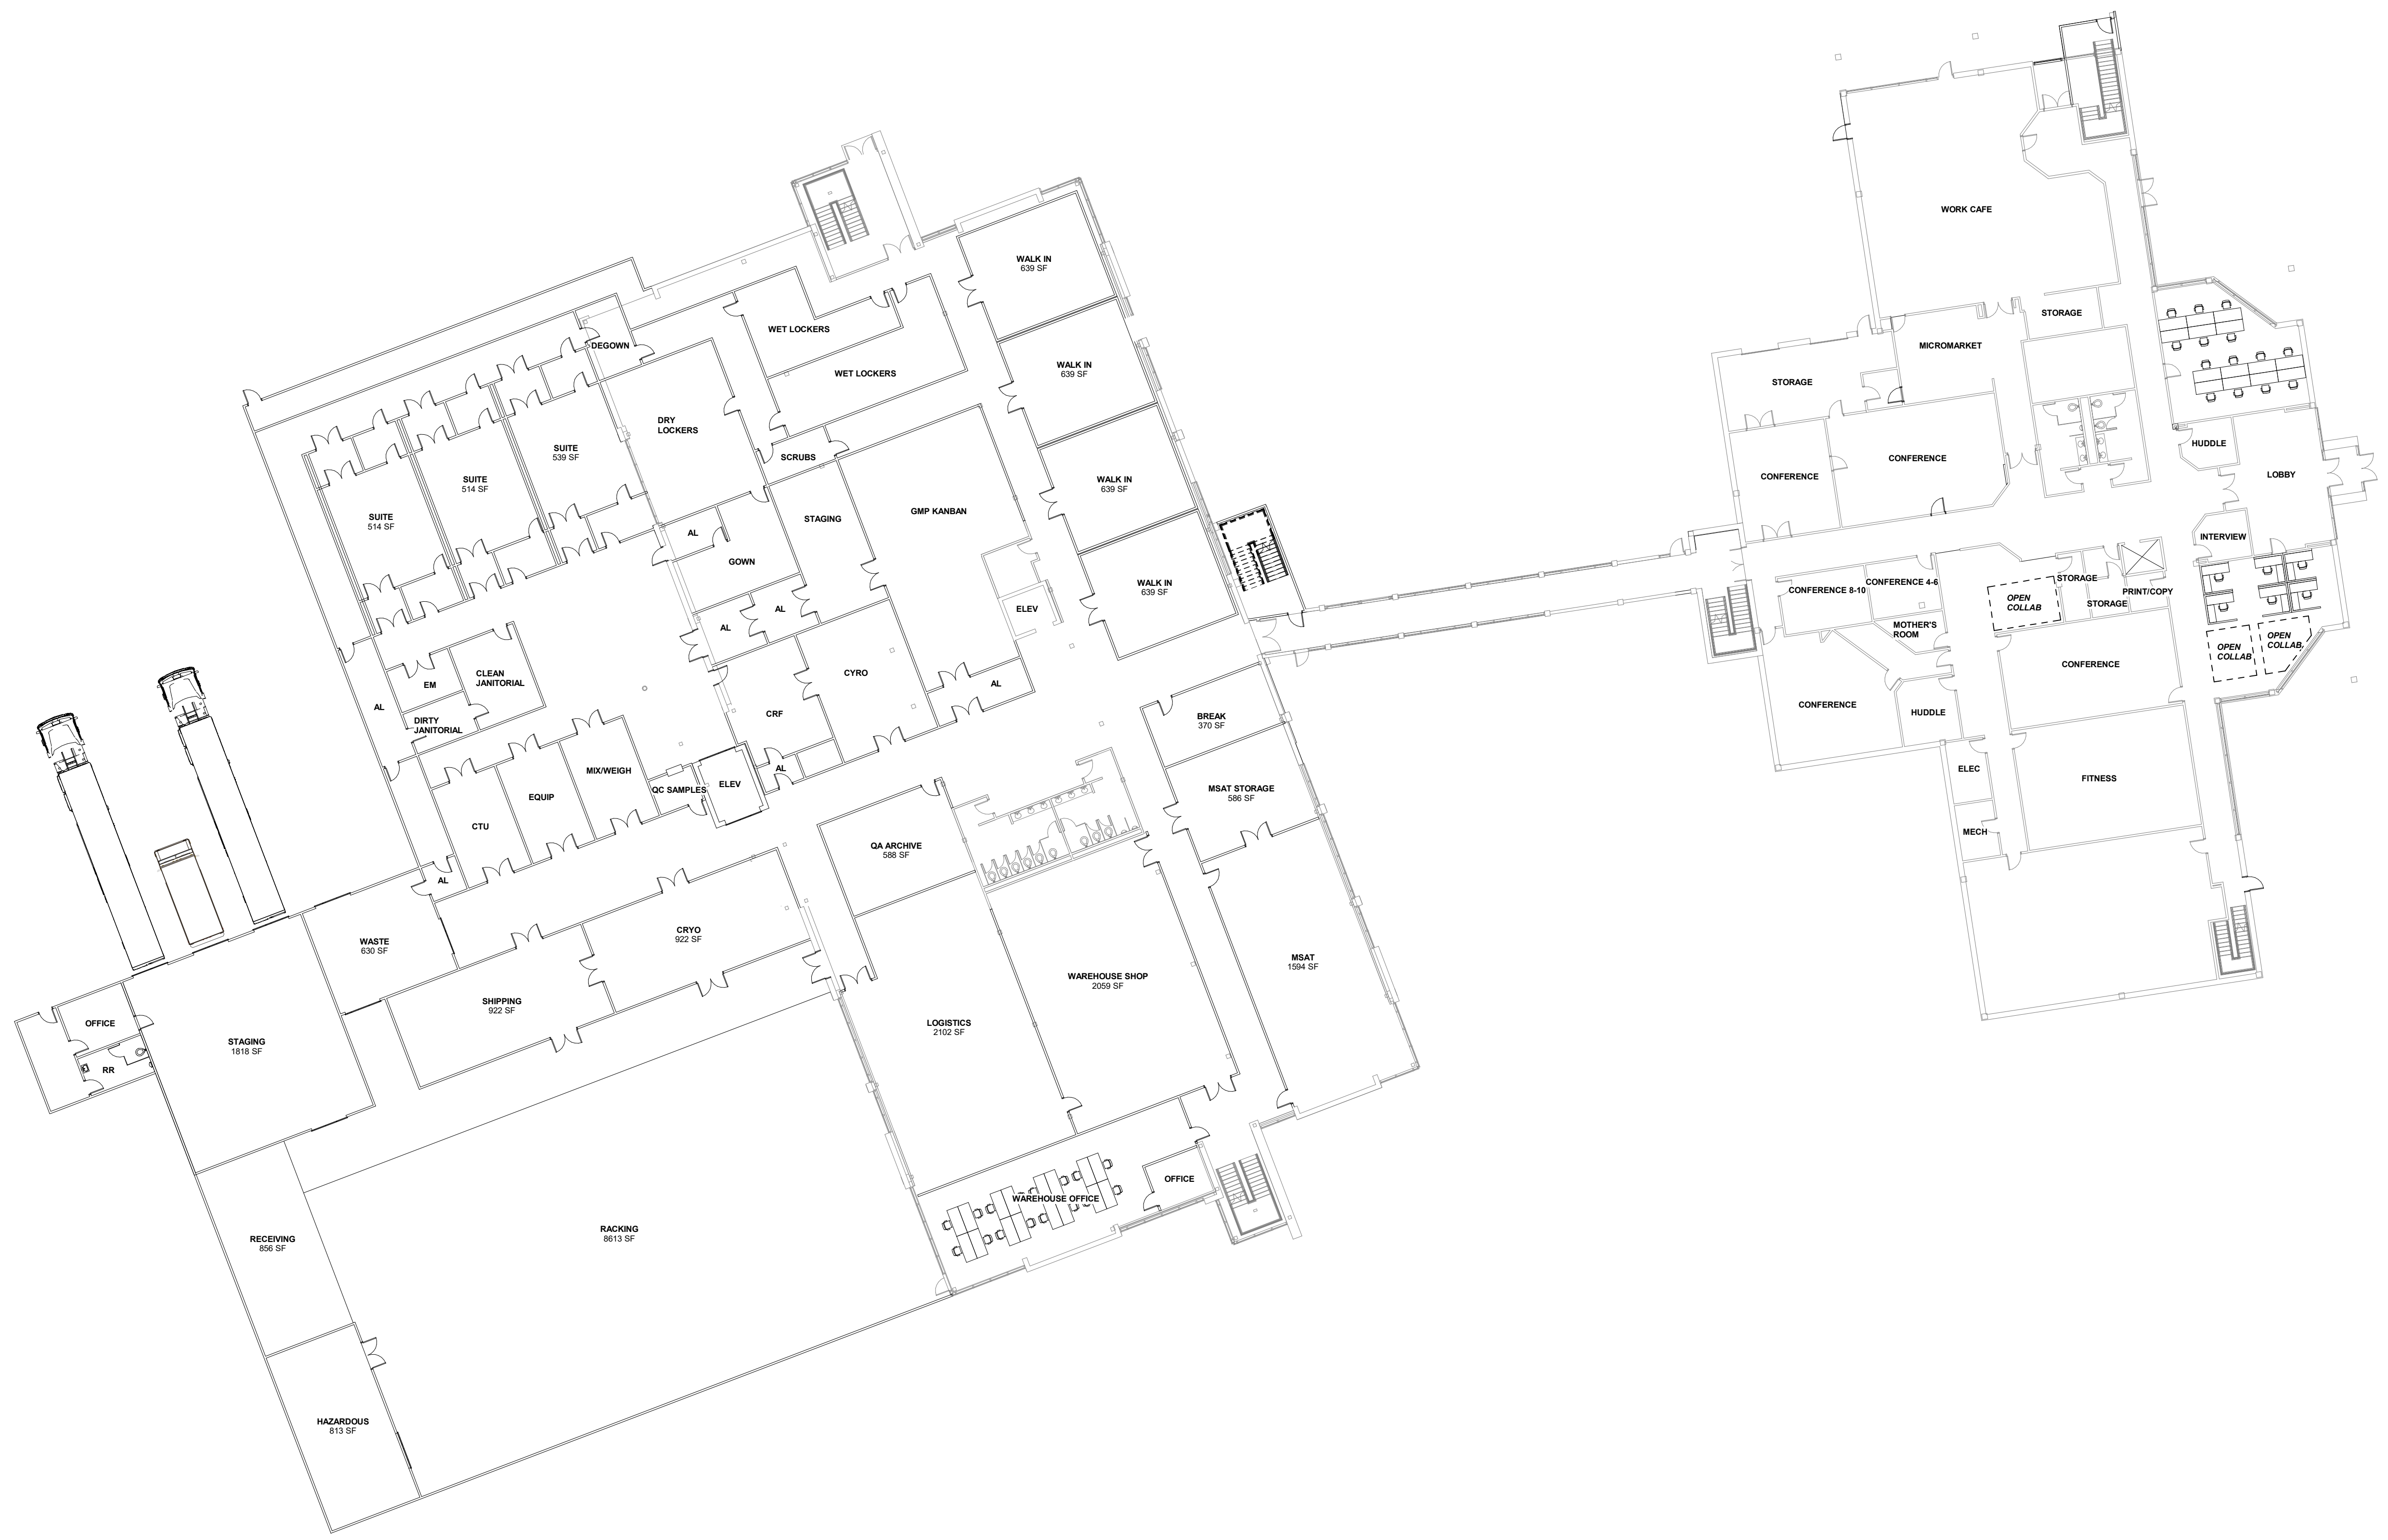 WORK CAFE
WALK IN
639 SF
STORAGE
DEGOWN
WET LOCKERS
MICROMARKET
WALK IN
639 SF
WET LOCKERS
STORAGE
DRY
LOCKERS
HUDDLE
SUITE
539 SF
SCRUBS
CONFERENCE
CONFERENCE
LOBBY
SUITE
514 SF
WALK IN
639 SF
SUITE
514 SF
STAGING
GMP KANBAN
AL
INTERVIEW
GOWN
WALK IN
639 SF
CONFERENCE 8-10
CONFERENCE 4-6
STORAGE
PRINT/COPY
OPEN
COLLAB
STORAGE
AL
ELEV
AL
MOTHER'S
ROOM
OPEN
COLLAB
OPEN
COLLAB
CONFERENCE
CLEAN
JANITORIAL
EM
CYRO
AL
AL
DIRTY
JANITORIAL
CRF
BREAK
370 SF
CONFERENCE
HUDDLE
MIX/WEIGH
AL
ELEC
FITNESS
QC SAMPLES
ELEV
EQUIP
MSAT STORAGE
586 SF
CTU
MECH
QA ARCHIVE
588 SF
AL
WASTE
630 SF
CRYO
922 SF
MSAT
1594 SF
WAREHOUSE SHOP
2059 SF
SHIPPING
922 SF
OFFICE
LOGISTICS
2102 SF
STAGING
1818 SF
RR
OFFICE
WAREHOUSE OFFICE
RECEIVING
856 SF
RACKING
8613 SF
HAZARDOUS
813 SF